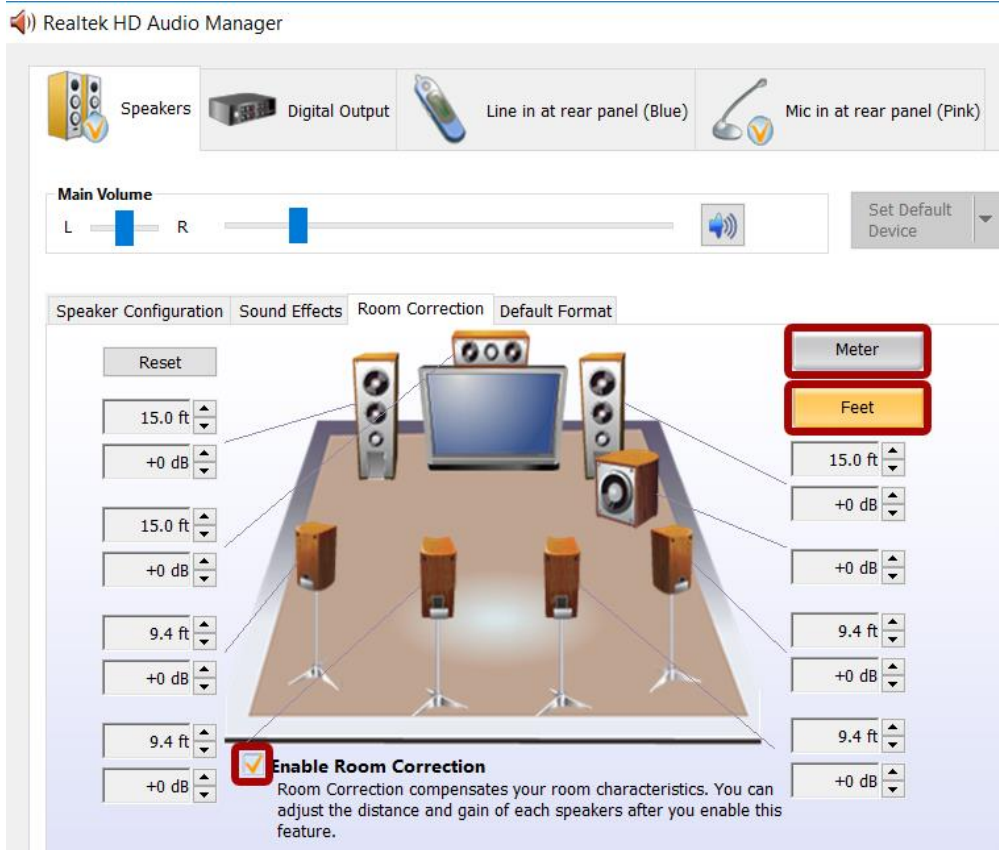 Realtek HD Audio Manager
Speakers
Digital Output
Line in at rear panel (Blue)
Mic in at rear panel (Pink)
Main Volume
L
R
Set Default
Device
Speaker Configuration
Sound Effects
Room Correction
Default Format
Reset
15.0 ft
+0 dB
15.0 ft
+0 dB
9.4 ft
+0 dB
9.4 ft
+0 dB
Meter
Feet
15.0 ft
+0 dB
+0 dB
9.4 ft
+0 dB
9.4 ft
+0 dB
Enable Room Correction
Room Correction compensates your room characteristics. You can
adjust the distance and gain of each speakers after you enable this
feature.